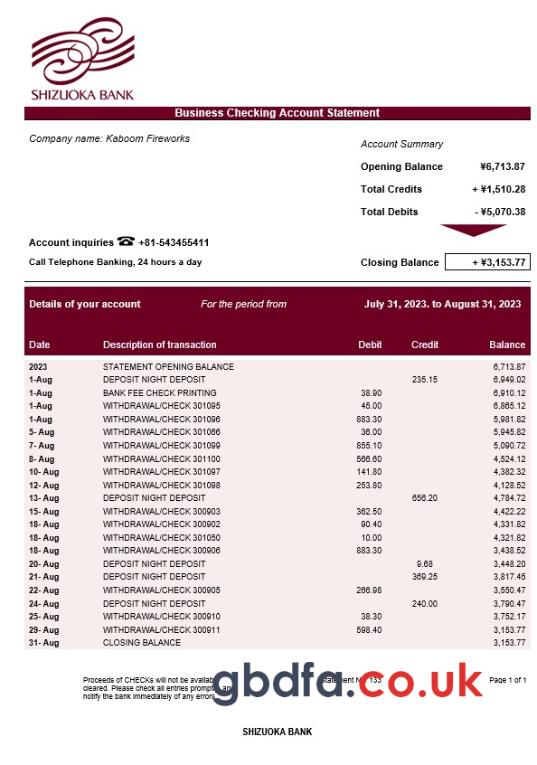 SHIZUOKA BANK
Business Checking Account Statement
Company name: Kaboom Fireworks
Account Summary
Opening Balance ¥6,713.87
Total Credits + ¥1,510.28
Total Debits - ¥5,070.38
Account inquiries ☎ +81-543455411
Call Telephone Banking, 24 hours a day
Closing Balance + ¥3,153.77
Details of your account For the period from July 31, 2023. to August 31, 2023
Date Description of transaction Debit Credit Balance
2023 STATEMENT OPENING BALANCE 6,713.87
1-Aug DEPOSIT NIGHT DEPOSIT 235.15 6,949.02
1-Aug BANK FEE CHECK PRINTING 38.90 6,910.12
1-Aug WITHDRAWAL/CHECK 301095 45.00 6,865.12
1-Aug WITHDRAWAL/CHECK 301096 883.30 5,981.82
5- Aug WITHDRAWAL/CHECK 301066 36.00 5,945.82
7- Aug WITHDRAWAL/CHECK 301099 855.10 5,090.72
8- Aug WITHDRAWAL/CHECK 301100 566.60 4,524.12
10- Aug WITHDRAWAL/CHECK 301097 141.80 4,382.32
12- Aug WITHDRAWAL/CHECK 301098 253.80 4,128.52
13- Aug DEPOSIT NIGHT DEPOSIT 656.20 4,784.72
15- Aug WITHDRAWAL/CHECK 300903 362.50 4,422.22
18- Aug WITHDRAWAL/CHECK 300902 90.40 4,331.82
18- Aug WITHDRAWAL/CHECK 301050 10.00 4,321.82
18- Aug WITHDRAWAL/CHECK 300906 883.30 3,438.52
20- Aug DEPOSIT NIGHT DEPOSIT 9.68 3,448.20
21- Aug DEPOSIT NIGHT DEPOSIT 369.25 3,817.45
22- Aug WITHDRAWAL/CHECK 300905 266.98 3,550.47
24- Aug DEPOSIT NIGHT DEPOSIT 240.00 3,790.47
25- Aug WITHDRAWAL/CHECK 300910 38.30 3,752.17
29- Aug WITHDRAWAL/CHECK 300911 598.40 3,153.77
31- Aug CLOSING BALANCE 3,153.77
Proceeds of CHECKs will not be 133 Page 1 of 1
cleared. Please check all entries and
notify the bank immediately of any errors
gbdfa.co.uk
SHIZUOKA BANK